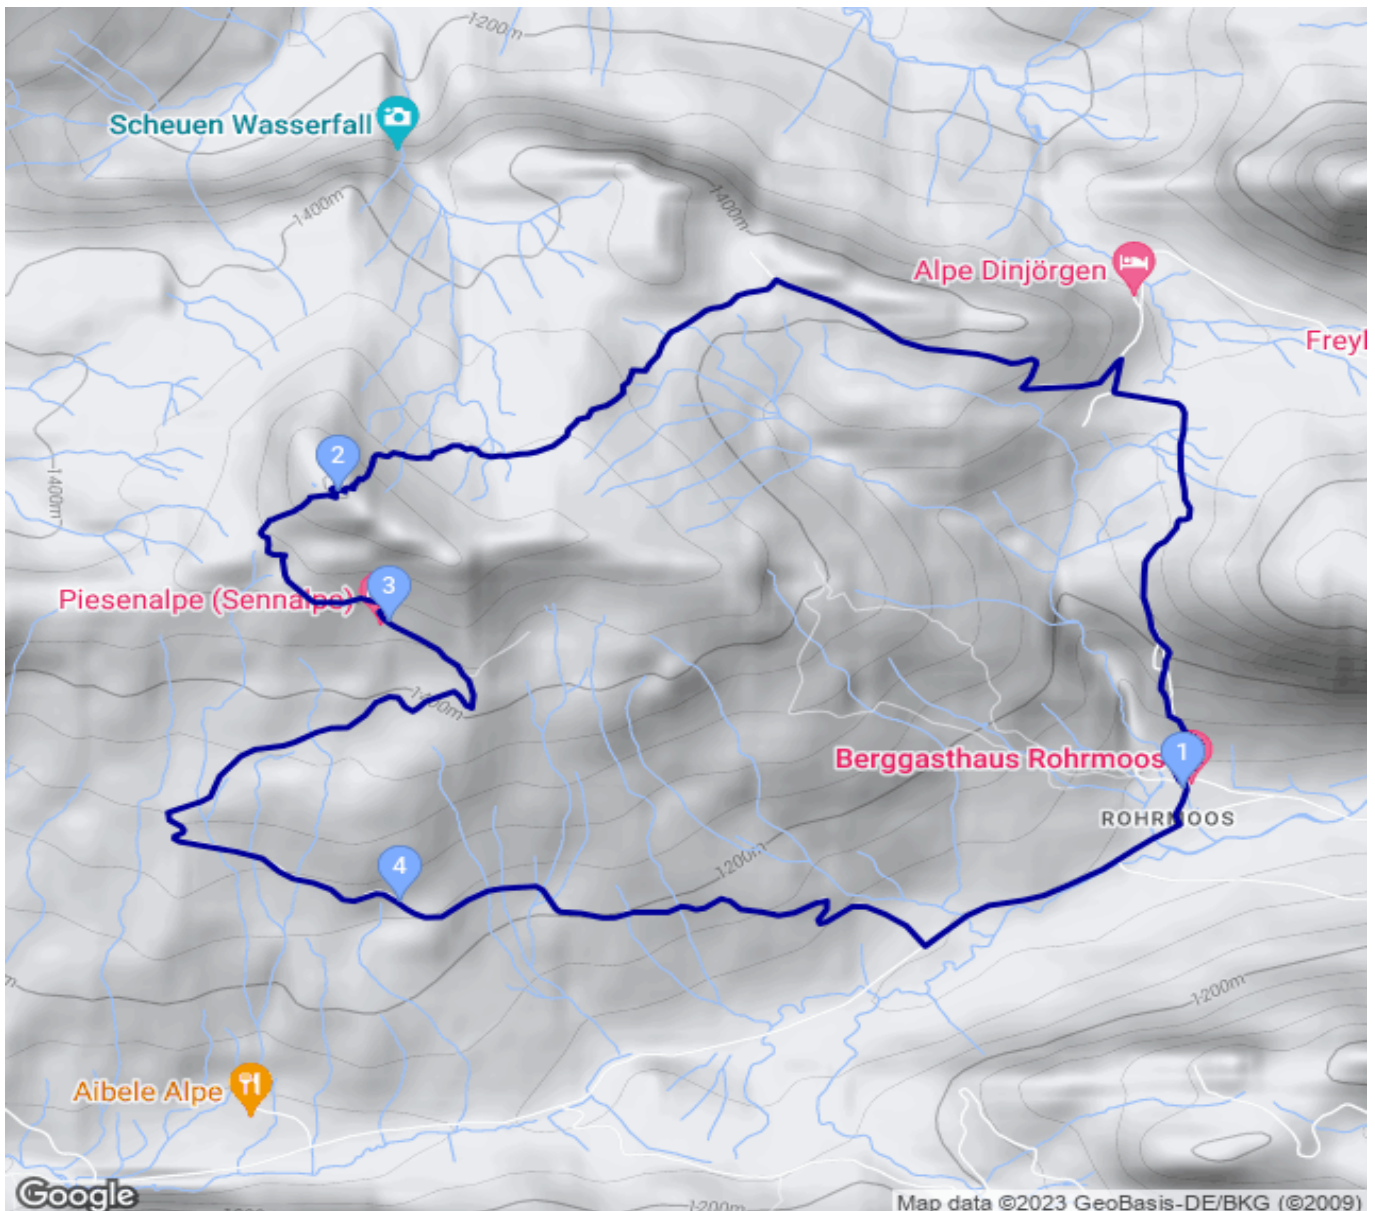 1200m
Scheuen Wasserfall
1400m
1400m
Alpe Dinjörgen
Freyl
2
1400m
3
Piesenalpe (Sennalpe)
1400m
1
Berggasthaus Rohrmoos
ROHRMOOS
4
1200m
1200m
Aibele Alpe
Google
1200m
Map data ©2023 GeoBasis-DE/BKG (©2009)